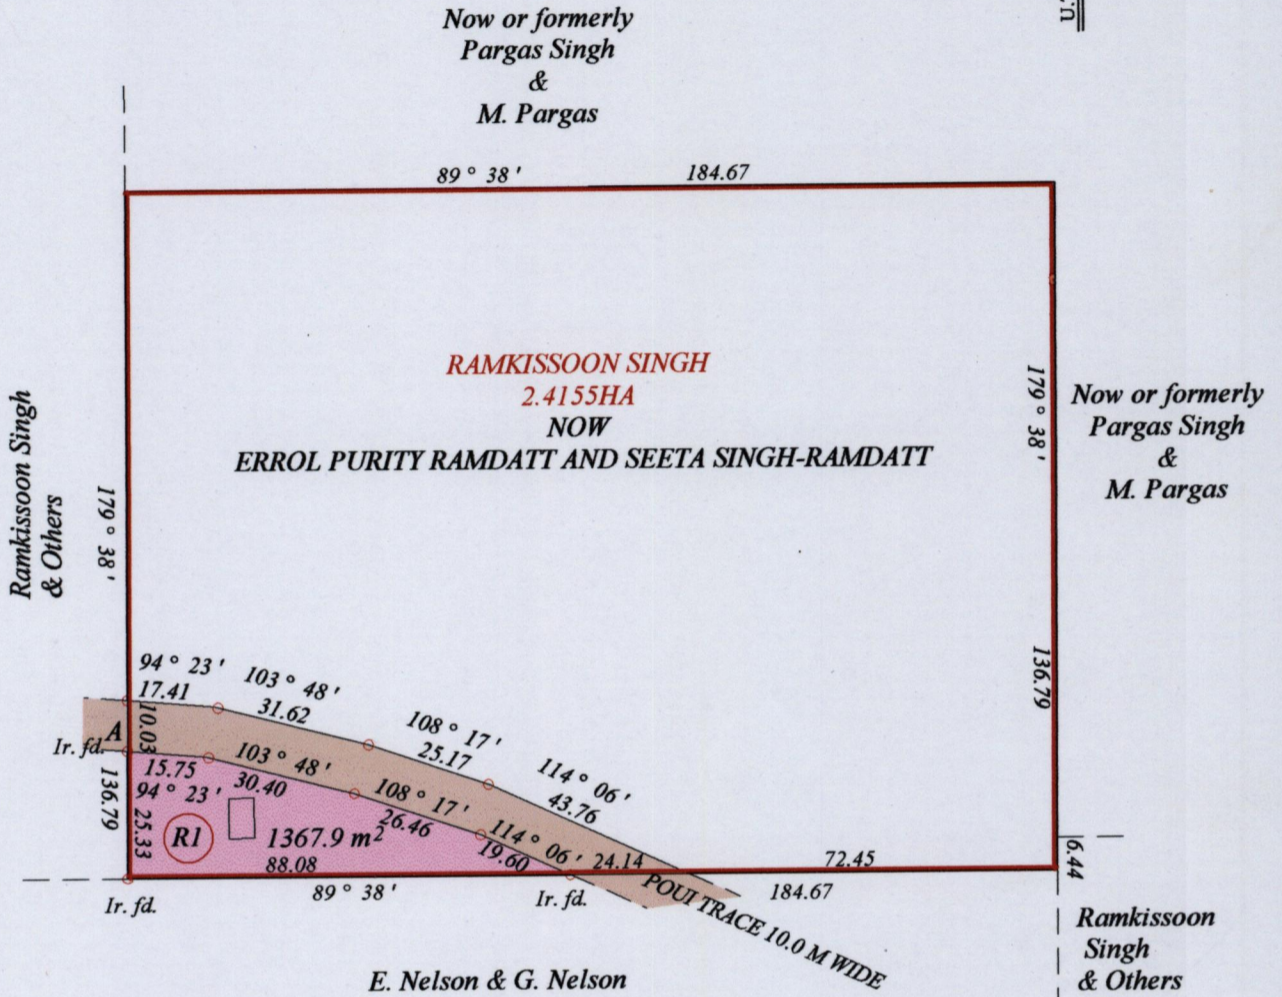 Now or formerly
Pargas Singh
&
M. Pargas
89 ° 38 '
184.67
RAMKISSOON SINGH
2.4155HA
NOW
ERROL PURITY RAMDATT AND SEETA SINGH-RAMDATT
Ramkissoon Singh
& Others
179 ° 38 '
179 ° 38 '
Now or formerly
Pargas Singh
&
M. Pargas
136.79
94 ° 23 '
17.41
103 ° 48 '
31.62
108 ° 17 '
25.17
114 ° 06 '
43.76
A
10.03
Ir. fd.
15.75
94 ° 23 '
103 ° 48 '
30.40
108 ° 17 '
26.46
114 ° 06 '
19.60
136.79
25.33
R1
1367.9 m²
88.08
24.14
72.45
6.44
89 ° 38 '
184.67
Ir. fd.
Ir. fd.
POUI TRACE 10.0 M WIDE
Ramkissoon
Singh
& Others
E. Nelson & G. Nelson